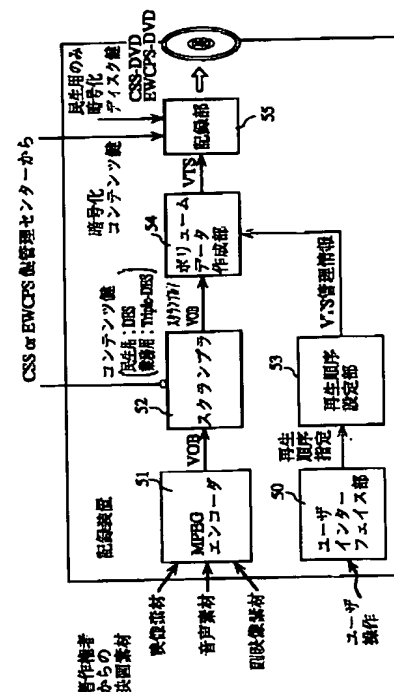 CSS or EWCPS 鍵管理センターから
民生用のみ
暗号化
ディスク鍵
暗号化
コンテンツ鍵
コンテンツ鍵
民生用:DES
業務用:Triple-DES
CSS-DVD
EWCPS-DVD
記録装置
著作権者
からの
映画素材
映像素材
音声素材
副映像素材
51
MPEG
エンコーダ
VOB
52
スクランブラ
スクランブルド
VOB
54
ボリューム
データ
作成部
VTS
記録部
55
ユーザ
操作
50
ユーザ
インター
フェイス部
再生
順序
指定
53
再生順序
設定部
VTS管理情報